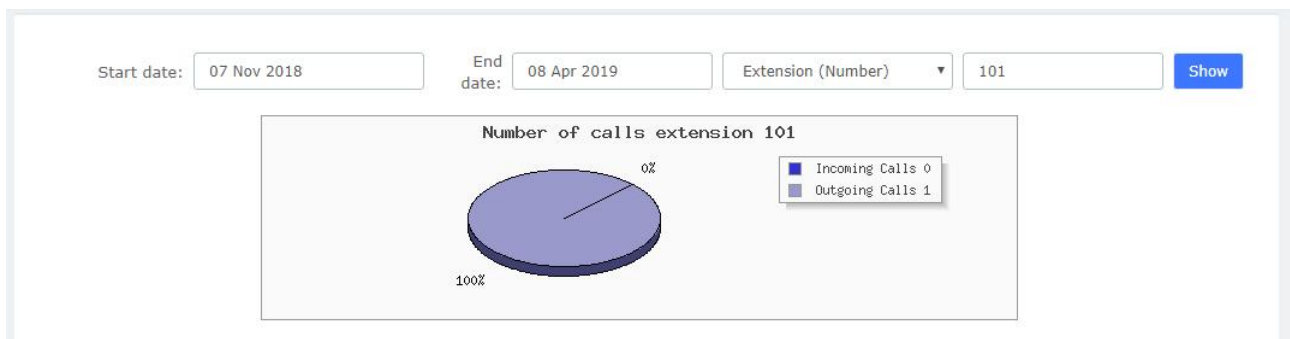 Start date: 07 Nov 2018 End date: 08 Apr 2019 Extension (Number) 101 Show
Number of calls extension 101
0%
Incoming Calls 0
Outgoing Calls 1
100%